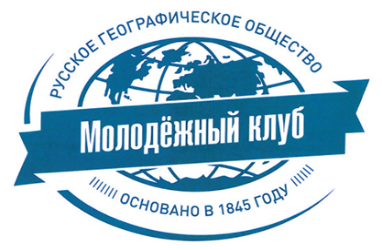 РУССКОЕ ГЕОГРАФИЧЕСКОЕ ОБЩЕСТВО
Молодёжный клуб
ОСНОВАНО В 1845 ГОДУ